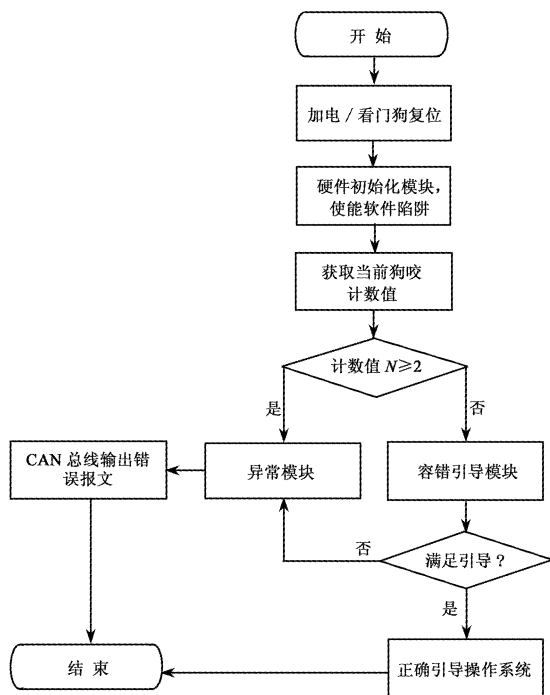 开 始
加电/看门狗复位
硬件初始化模块，
使能软件陷阱
获取当前狗咬
计数值
计数值 N≥2
是
否
CAN 总线输出错
误报文
异常模块
容错引导模块
否
满足引导？
是
结 束
正确引导操作系统